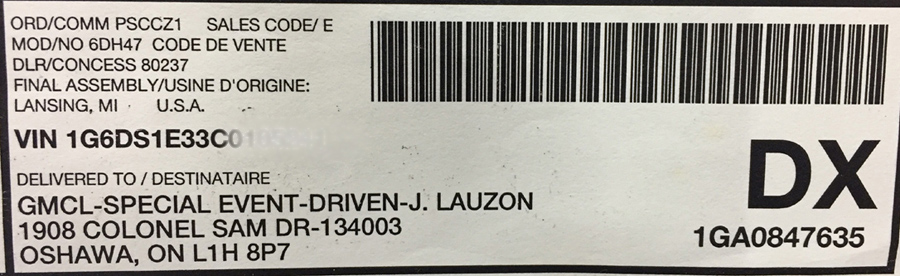 ORD/COMM PSCCZ1 SALES CODE/ E
MOD/NO 6DH47 CODE DE VENTE
DLR/CONCESS 80237
FINAL ASSEMBLY/USINE D'ORIGINE:
LANSING, MI U.S.A.
VIN 1G6DS1E33C0
DELIVERED TO / DESTINATAIRE
GMCL-SPECIAL EVENT-DRIVEN-J. LAUZON
1908 COLONEL SAM DR-134003
OSHAWA, ON L1H 8P7
DX
1GA0847635